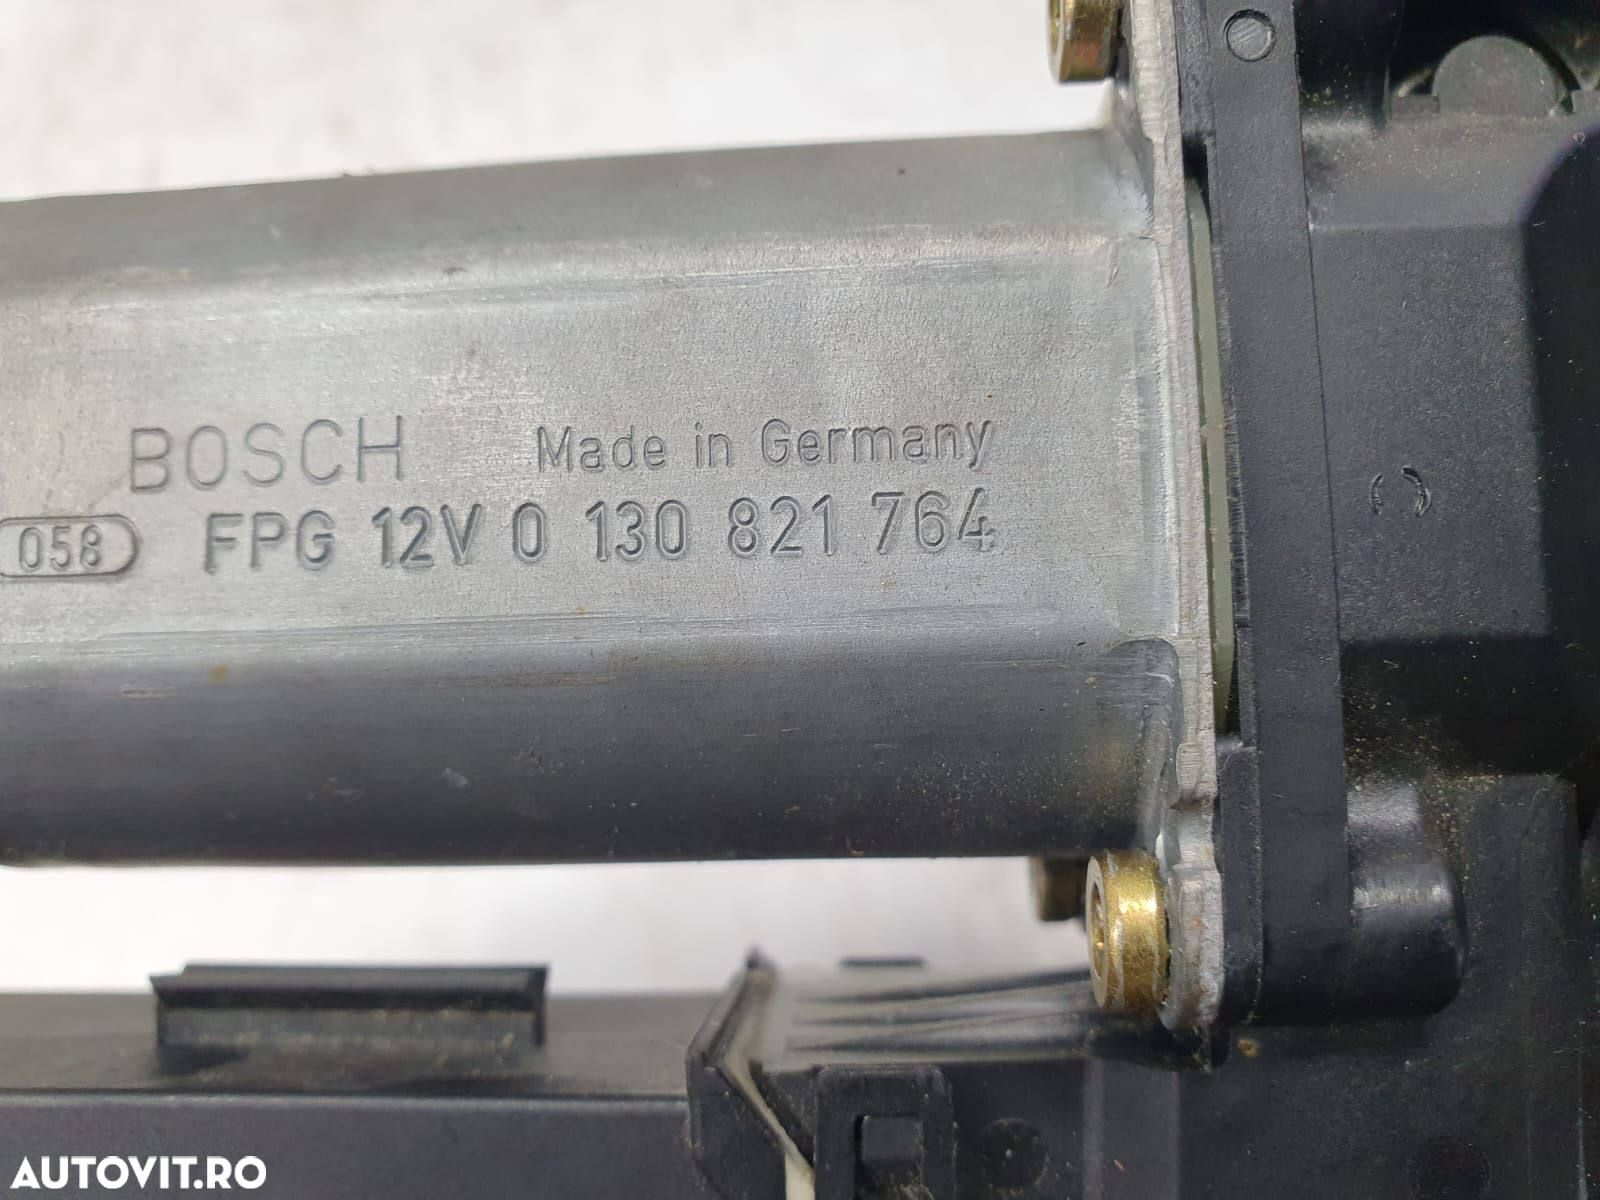 BOSCH Made in Germany
058 FPG 12V 0 130 821 764
AUTOVIT.RO